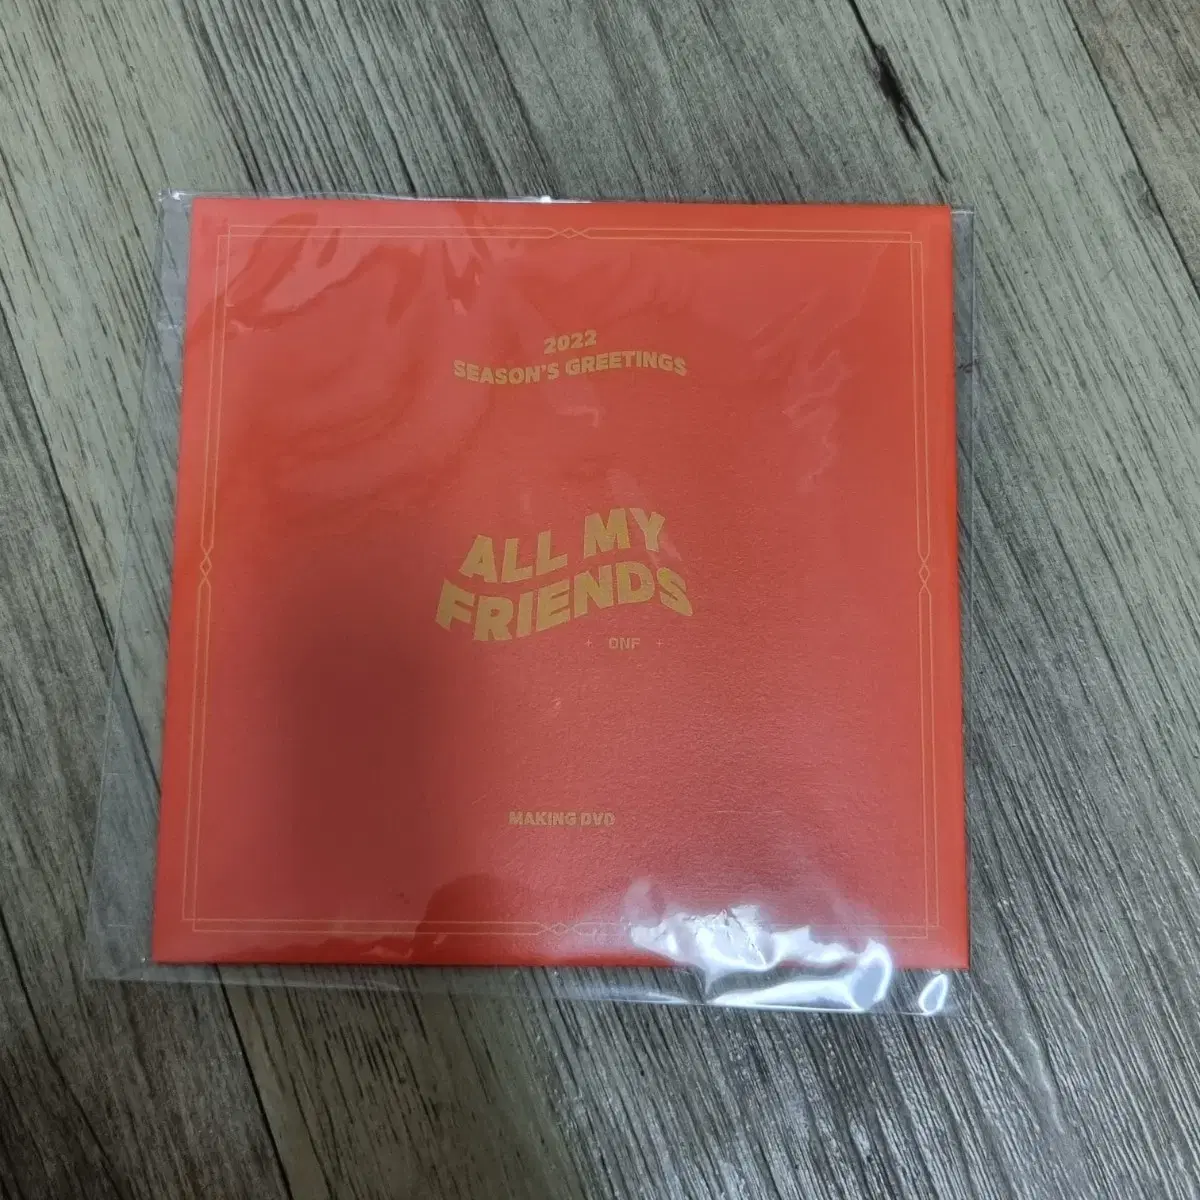 2022
SEASON'S GREETINGS
ALL MY
FRIENDS
+ ONF +
MAKING DVD